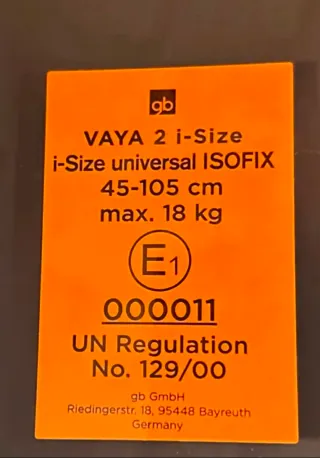 gb
VAYA 2 i-Size
i-Size universal ISOFIX
45-105 cm
max. 18 kg
E1
000011
UN Regulation
No. 129/00
gb GmbH
Riedingerstr. 18, 95448 Bayreuth
Germany